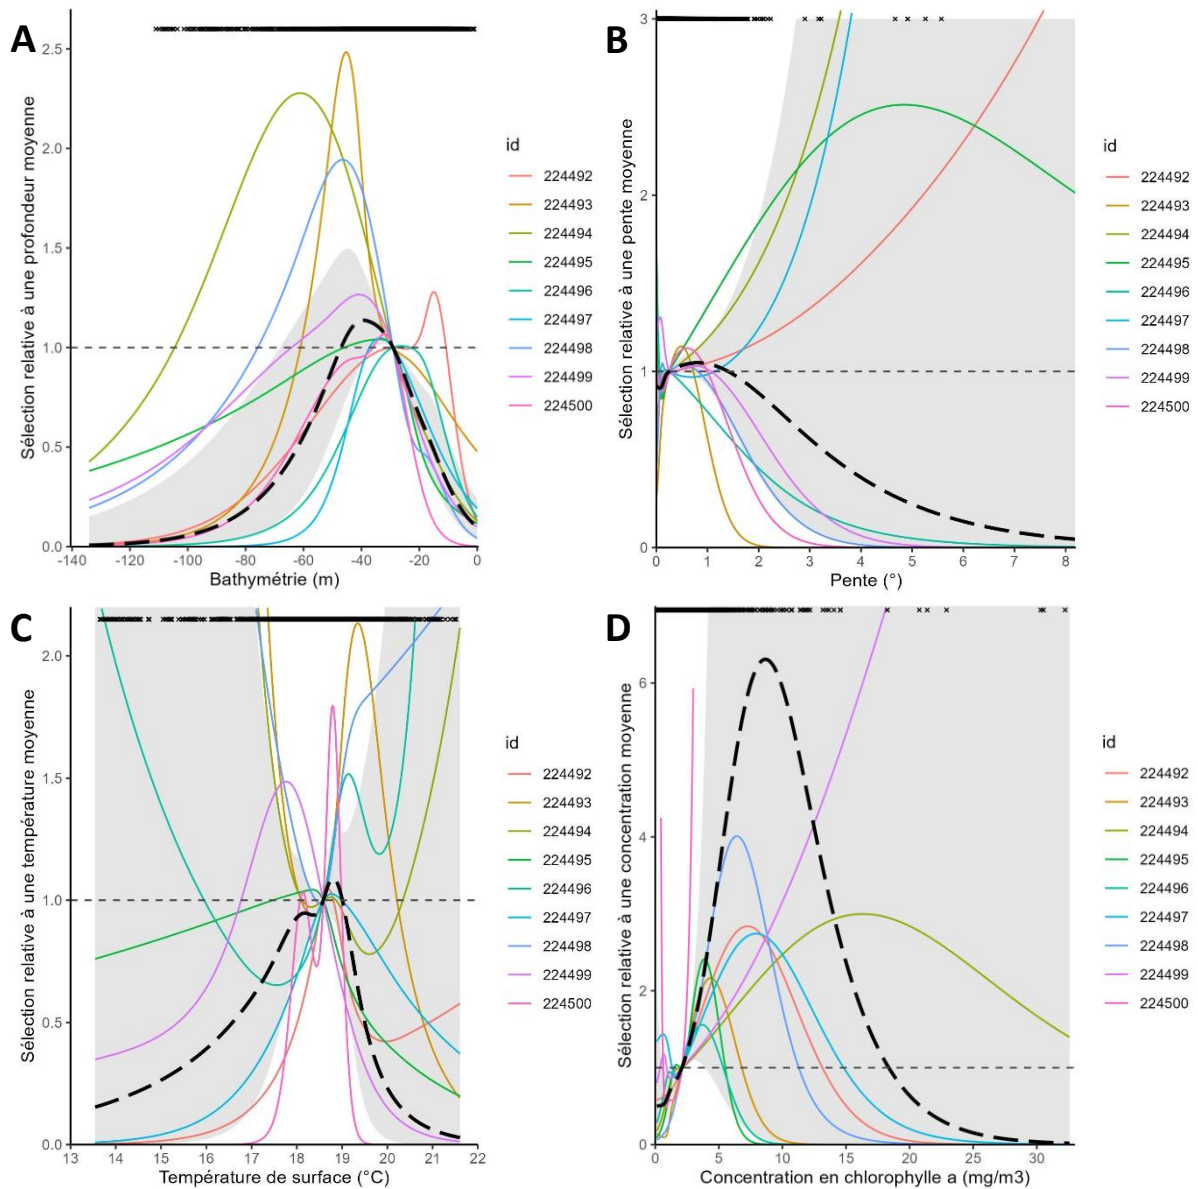 A
Sélection relative à une profondeur moyenne
2.5
2.0
1.5
1.0
0.5
0.0
-140 -120 -100 -80 -60 -40 -20 0
Bathymétrie (m)
id
224492
224493
224494
224495
224496
224497
224498
224499
224500
B
Sélection relative à une pente moyenne
3
2
1
0
0 1 2 3 4 5 6 7 8
Pente (°)
id
224492
224493
224494
224495
224496
224497
224498
224499
224500
C
Sélection relative à une température moyenne
2.0
1.5
1.0
0.5
0.0
13 14 15 16 17 18 19 20 21 22
Température de surface (°C)
id
224492
224493
224494
224495
224496
224497
224498
224499
224500
D
Sélection relative à une concentration moyenne
6
4
2
0
0 5 10 15 20 25 30
Concentration en chlorophylle a (mg/m3)
id
224492
224493
224494
224495
224496
224497
224498
224499
224500